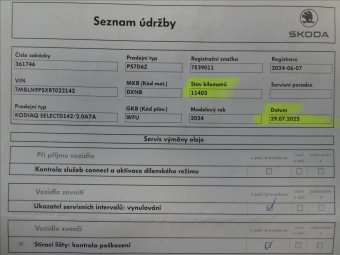 Seznam údržby
ŠKODA
Číslo zakázky
361746
Prodejní typ
PS7D6Z
Registrační značka
7E39011
Registrace
2024-06-07
VIN
TMBLN9PSXRT022142
MKB (Kód mot.)
DXNB
Stav kilometrů
11403
Servisní poradce
Prodejní typ
KODIAQ SELECTD142/2.0A7A
GKB (Kód přev.)
WFU
Modelový rok
2024
Datum
29.07.2025
Servis výměny oleje
Při příjmu vozidla
Kontrola služeb connect a aktivace dílenského režimu
Vozidlo zevnitř
Ukazatel servisních intervalů: vynulování
Vozidlo zvenčí
Stírací lišty: kontrola poškození